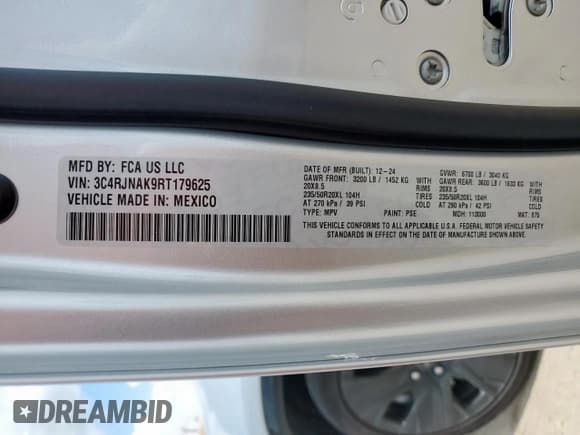 MFD BY: FCA US LLC
VIN: 3C4RJNAK9RT179625
VEHICLE MADE IN: MEXICO
DATE OF MFR (BUILT) 12-24 GVWR: 6700 LB / 3040 KG
GAWR FRONT: 3200 LB / 1452 KG GAWR REAR: 3600 LB / 1633 KG
20X8.5 RIMS 20X8.5 RIMS
235/50R20XL 104H TIRES 235/50R20XL 104H TIRES
AT 270 kPa / 39 PSI COLD AT 290 kPa / 42 PSI COLD
TYPE: MPV PAINT: PSE MDH: 113000 MAT: 675
THIS VEHICLE CONFORMS TO ALL APPLICABLE U.S.A. FEDERAL MOTOR VEHICLE SAFETY
STANDARDS IN EFFECT ON THE DATE OF MANUFACTURE SHOWN ABOVE.
DREAMBID